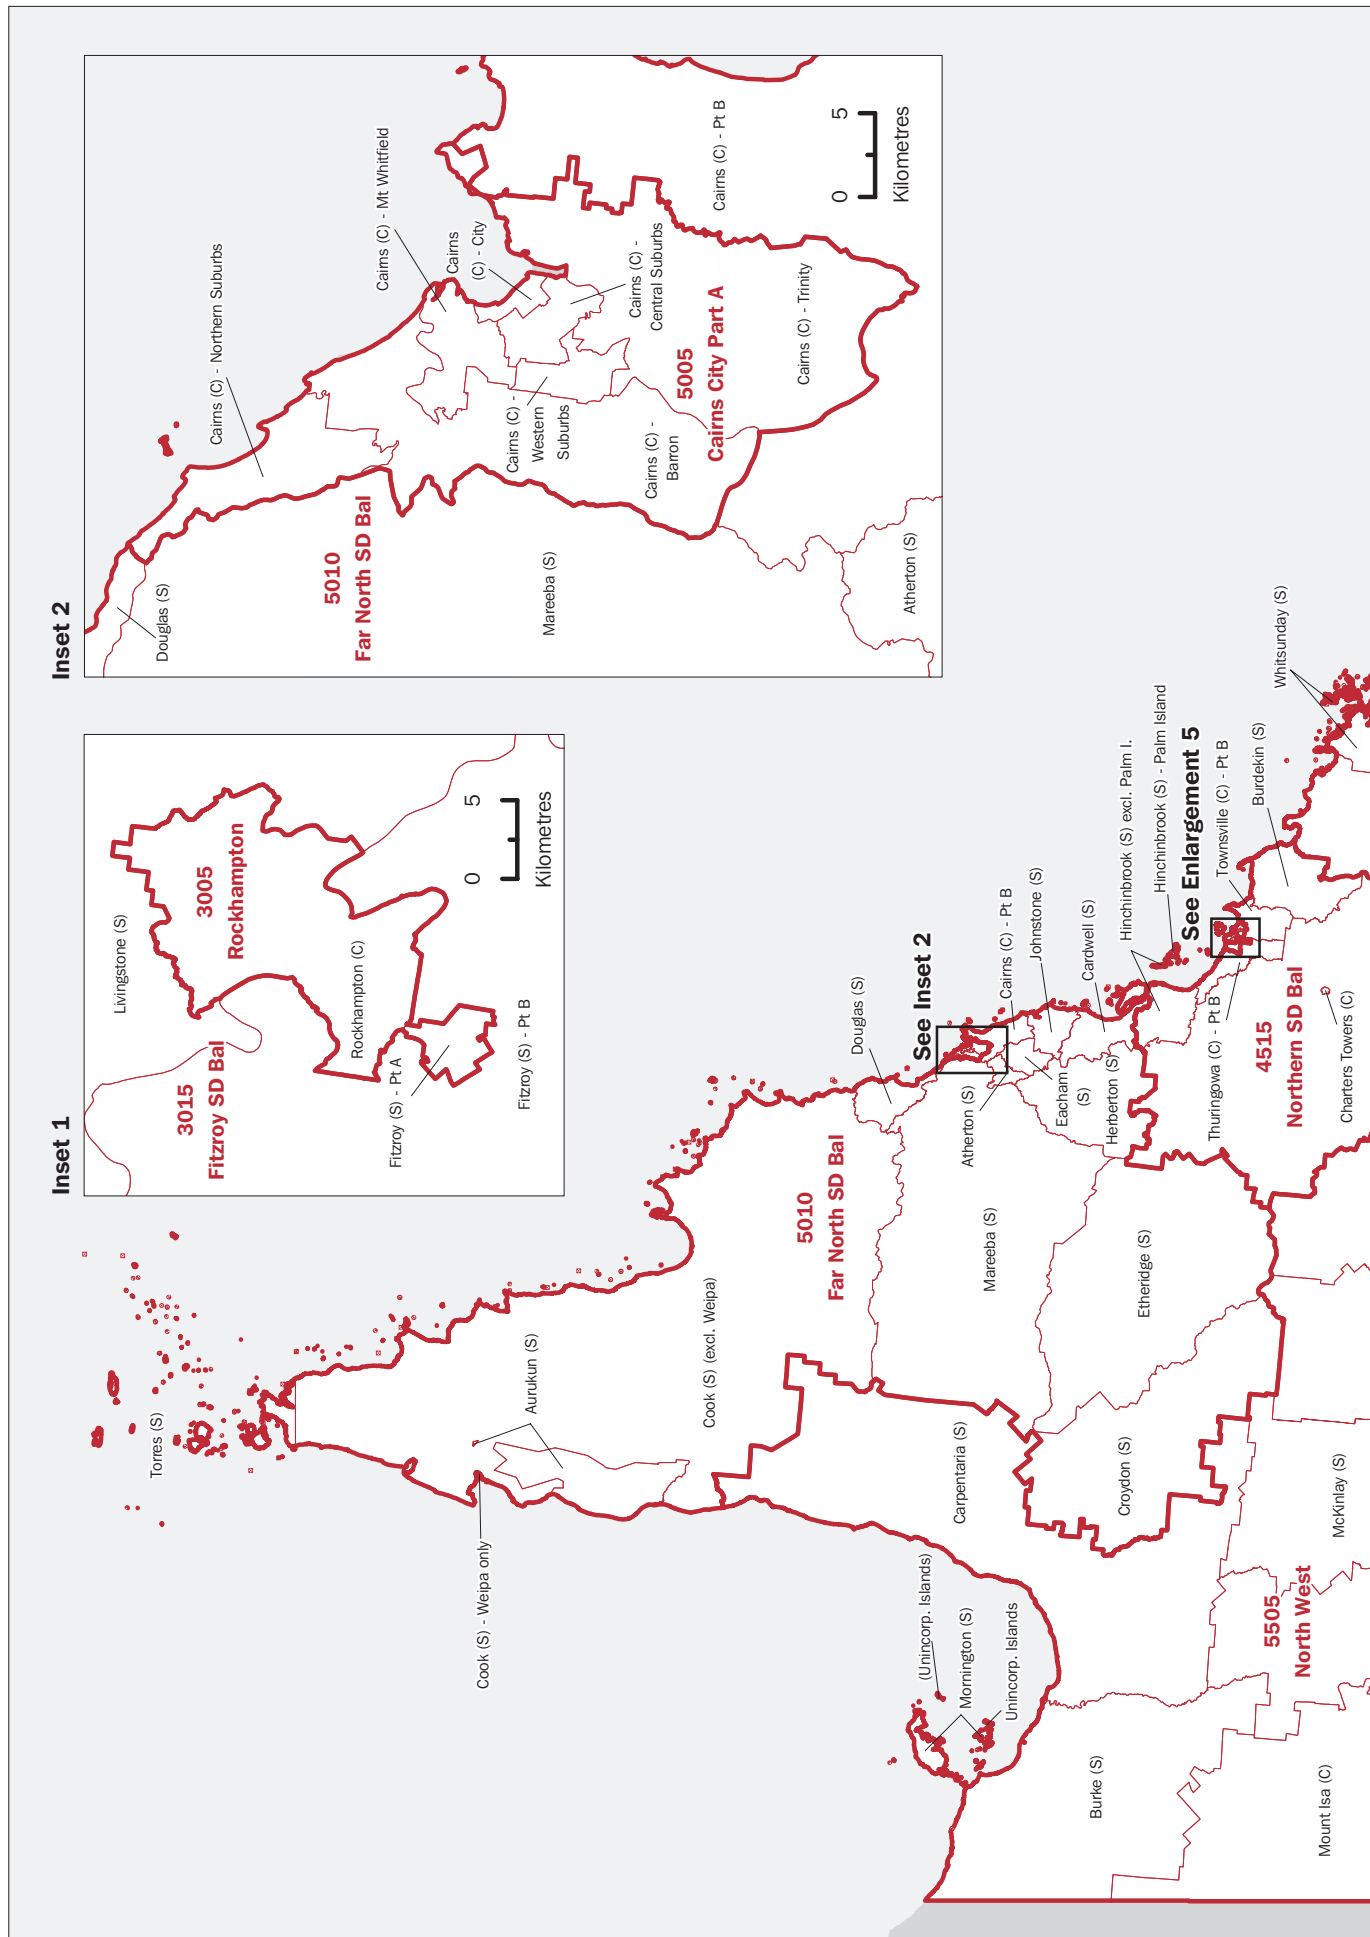 Inset 1
Livingstone (S)
3015
Fitzroy SD Bal
3005
Rockhampton
Rockhampton (C)
Fitzroy (S) - Pt A
Fitzroy (S) - Pt B
0
5
Kilometres
Inset 2
Douglas (S)
Cairns (C) - Northern Suburbs
5010
Far North SD Bal
Cairns (C) - Mt Whitfield
Cairns
(C) - City
Mareeba (S)
Cairns (C) -
Western
Suburbs
Cairns (C) -
Central Suburbs
Cairns (C) -
Barron
5005
Cairns City Part A
Cairns (C) - Pt B
Cairns (C) - Trinity
Atherton (S)
0
5
Kilometres
Torres (S)
Cook (S) - Weipa only
Aurukun (S)
Cook (S) (excl. Weipa)
5010
Far North SD Bal
Douglas (S)
See Inset 2
(Unincorp. Islands)
Mornington (S)
Unincorp. Islands
Carpentaria (S)
Mareeba (S)
Atherton (S)
Cairns (C) - Pt B
Johnstone (S)
Eacham
(S)
Cardwell (S)
Herberton (S)
Hinchinbrook (S) excl. Palm I.
Hinchinbrook (S) - Palm Island
See Enlargement 5
Burke (S)
Croydon (S)
Etheridge (S)
Thuringowa (C) - Pt B
Townsville (C) - Pt B
Burdekin (S)
Whitsunday (S)
4515
Northern SD Bal
5505
North West
Mount Isa (C)
McKinlay (S)
Charters Towers (C)